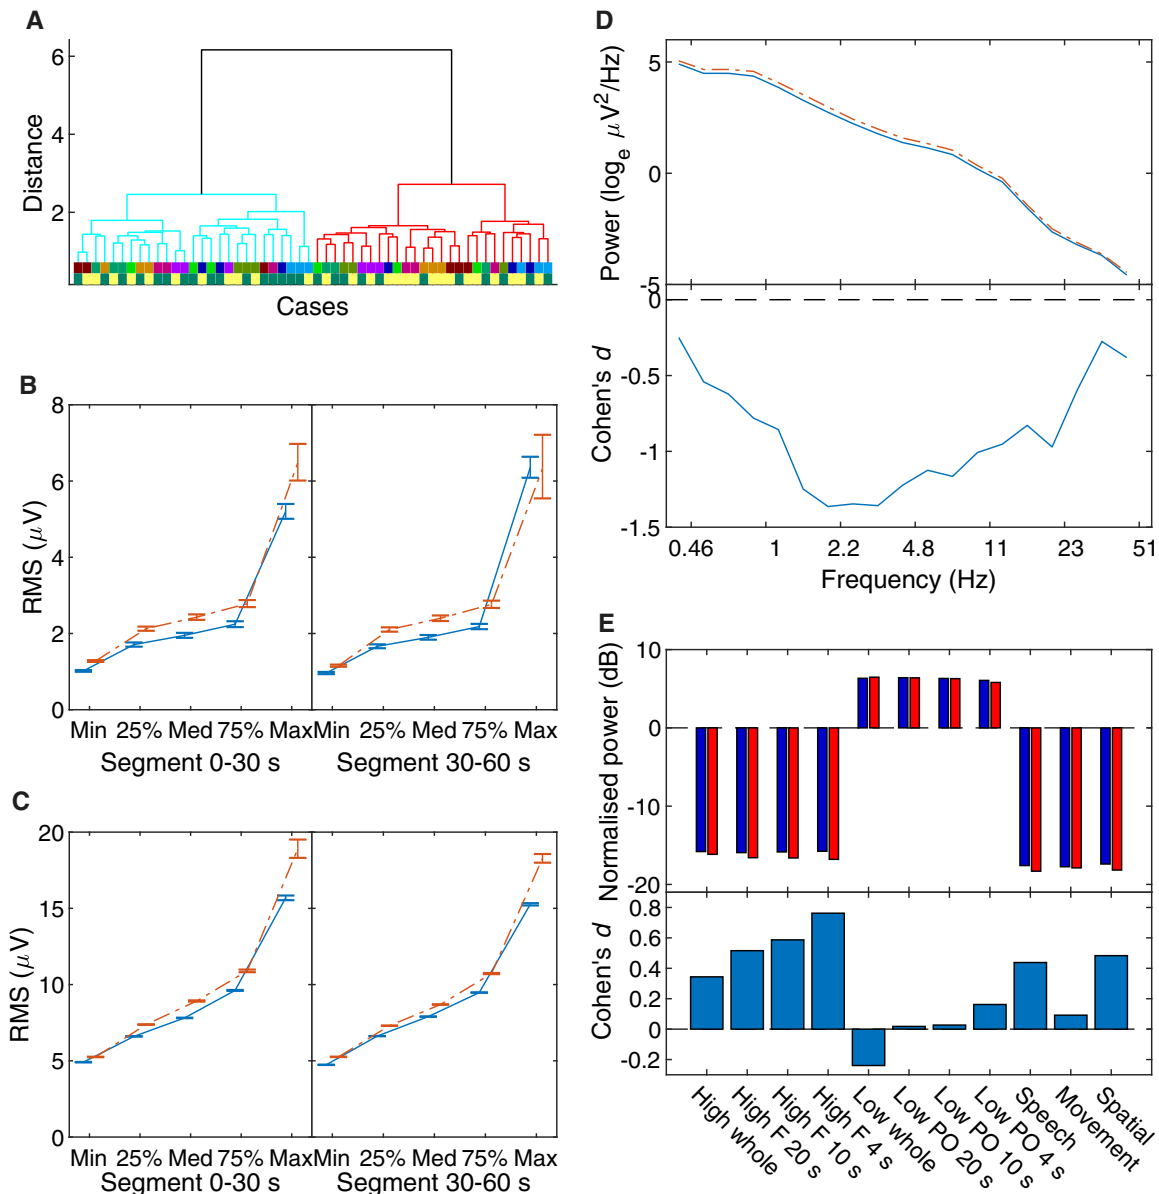 A
Distance
6
4
2
Cases
B
RMS (μV)
8
6
4
2
0
Min 25% Med 75% Max
Min 25% Med 75% Max
Segment 0-30 s
Segment 30-60 s
C
RMS (μV)
20
15
10
5
0
Min 25% Med 75% Max
Min 25% Med 75% Max
Segment 0-30 s
Segment 30-60 s
D
Power (log_e μV²/Hz)
5
0
-5
Cohen's d
0
-0.5
-1
-1.5
0.46 1 2.2 4.8 11 23 51
Frequency (Hz)
E
Normalised power (dB)
10
0
-10
-20
Cohen's d
0.8
0.6
0.4
0.2
0
-0.2
High whole
High F 20 s
High F 10 s
High F 4 s
Low whole
Low PO 20 s
Low PO 10 s
Low PO 4 s
Speech
Movement
Spatial